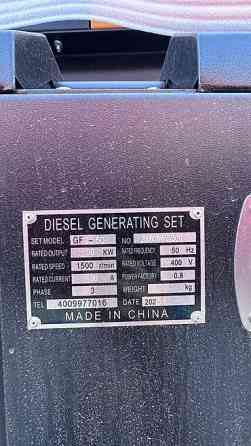 DIESEL GENERATING SET
SET MODEL GF - NO
RATED OUTPUT KW RATED FREQUENCY 50 Hz
RATED SPEED 1500 r/min RATED VOLTAGE 400 V
RATED CURRENT A POWER FACTORY 0.8
PHASE 3 WEIGHT kg
TEL 4009977016 DATE 202
MADE IN CHINA